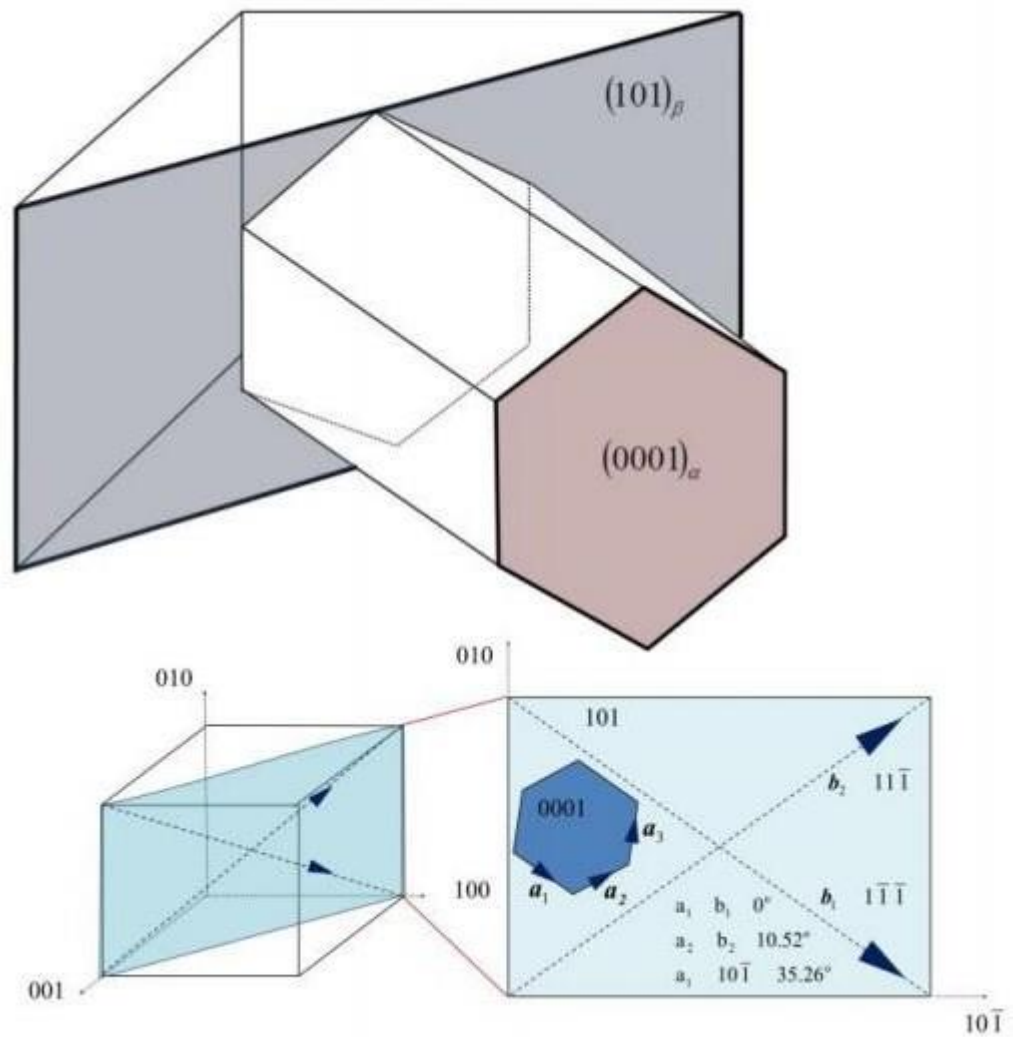 (101)β
(0001)α
010
100
001
010
101
0001
a₁
a₂
a₃
b₂ 111̅
b₁ 11̅1̅
a₁ b₁ 0°
a₂ b₂ 10.52°
a₁ 101̅ 35.26°
101̅